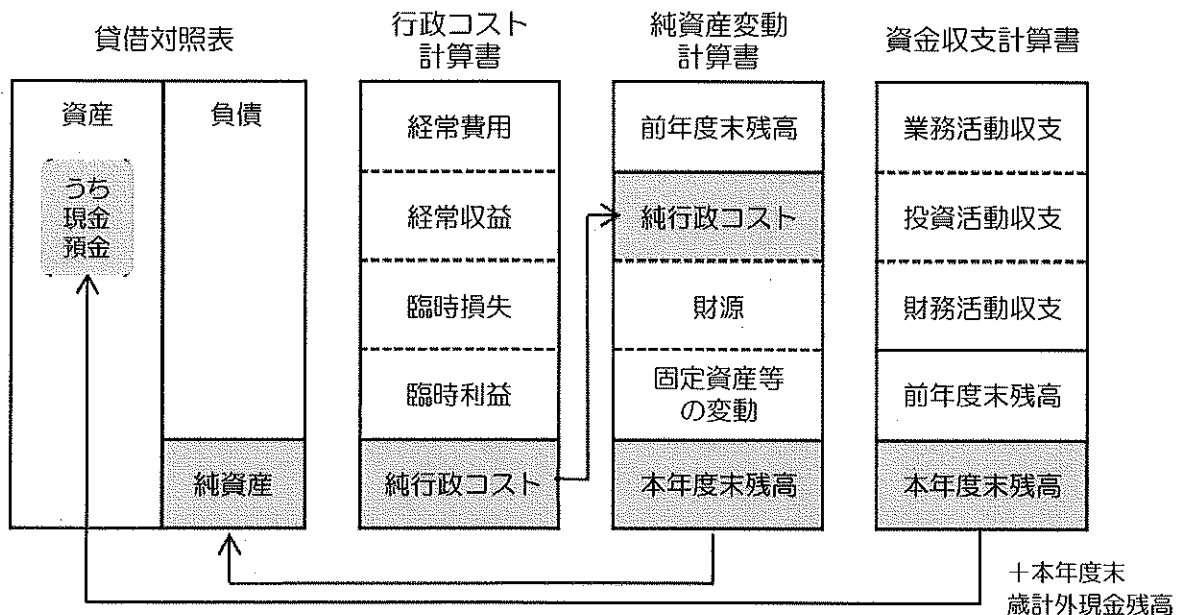 貸借対照表
資産
うち
現金
預金
負債
純資産
行政コスト
計算書
経常費用
経常収益
臨時損失
臨時利益
純行政コスト
純資産変動
計算書
前年度末残高
純行政コスト
財源
固定資産等
の変動
本年度末残高
資金収支計算書
業務活動収支
投資活動収支
財務活動収支
前年度末残高
本年度末残高
＋本年度末
歳計外現金残高